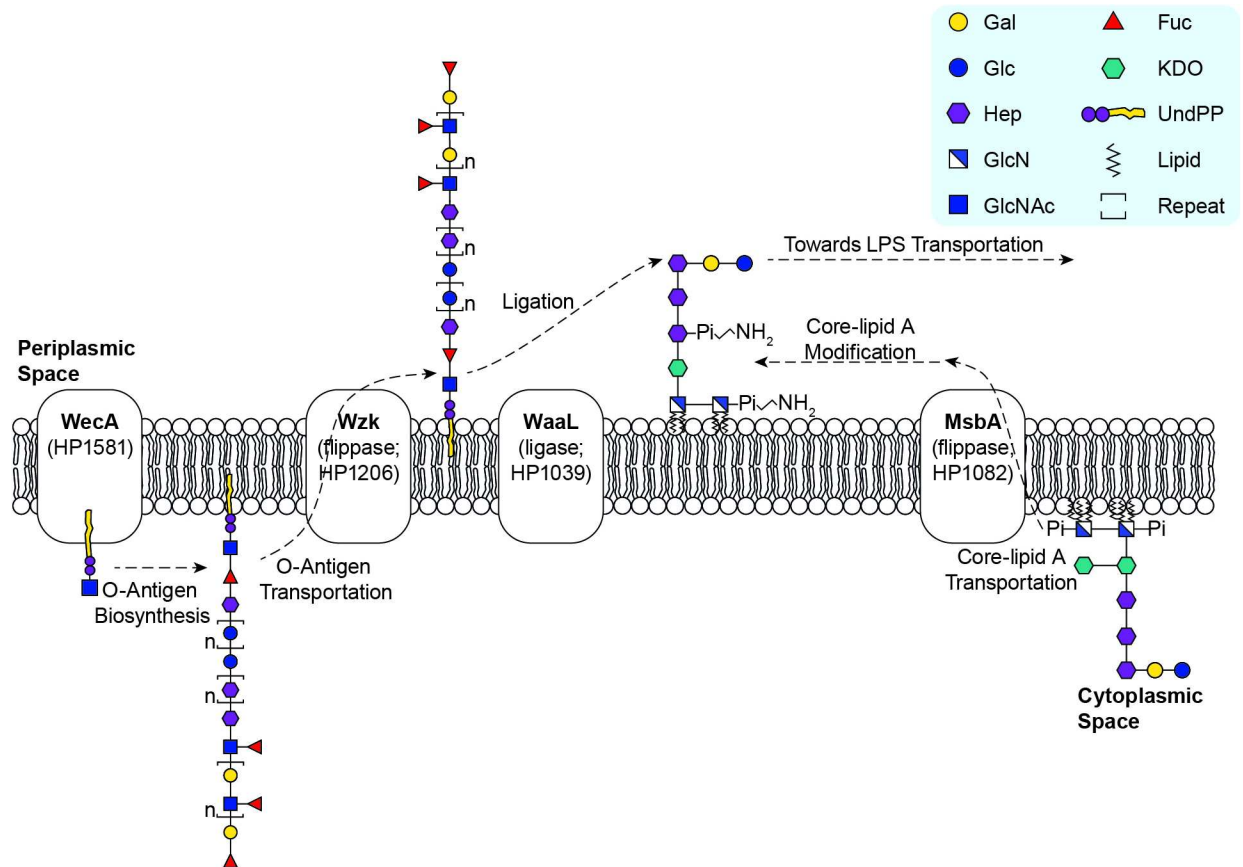 Gal
Fuc
Glc
KDO
Hep
UndPP
GlcN
Lipid
GlcNAc
Repeat
n
n
n
Towards LPS Transportation
Ligation
Pi NH2
Core-lipid A
Modification
Pi NH2
Periplasmic
Space
WecA
(HP1581)
Wzk
(flippase;
HP1206)
WaaL
(ligase;
HP1039)
MsbA
(flippase;
HP1082)
Pi
Pi
O-Antigen
Biosynthesis
O-Antigen
Transportation
Core-lipid A
Transportation
n
n
n
Cytoplasmic
Space